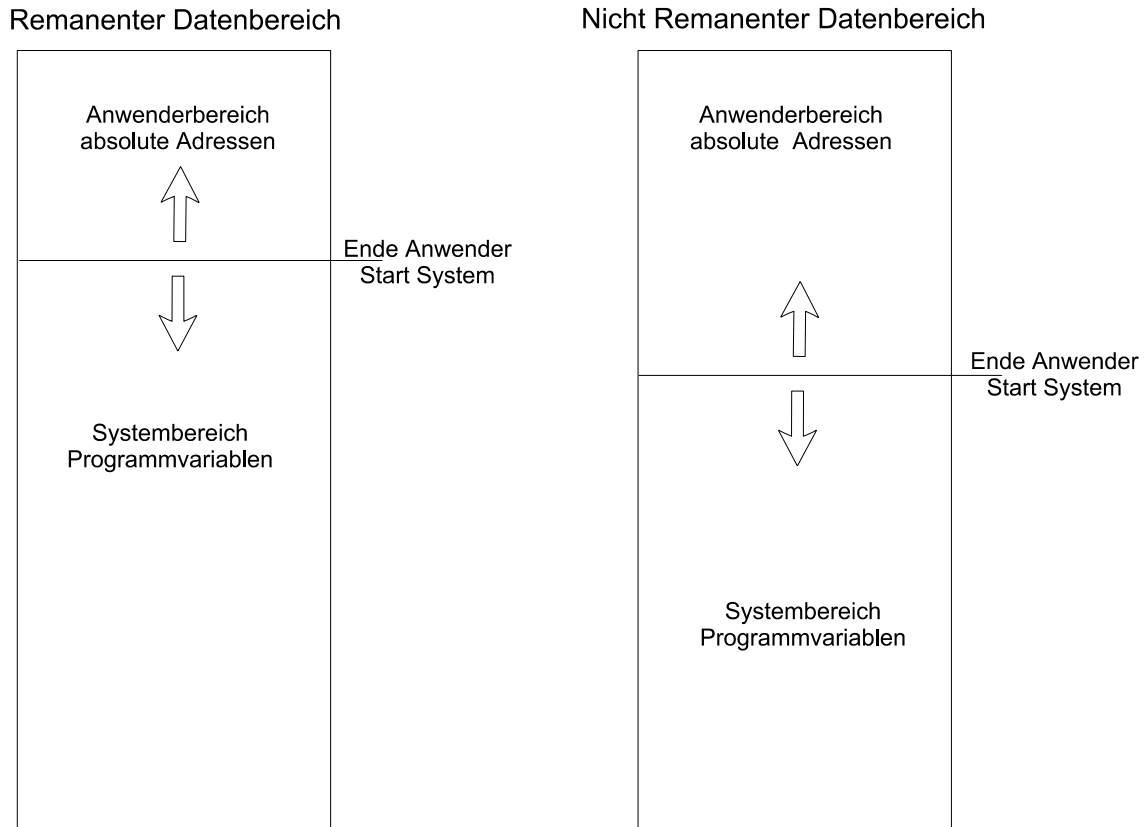 Remanenter Datenbereich
Anwenderbereich
absolute Adressen
Ende Anwender
Start System
Systembereich
Programmvariablen
Nicht Remanenter Datenbereich
Anwenderbereich
absolute Adressen
Ende Anwender
Start System
Systembereich
Programmvariablen